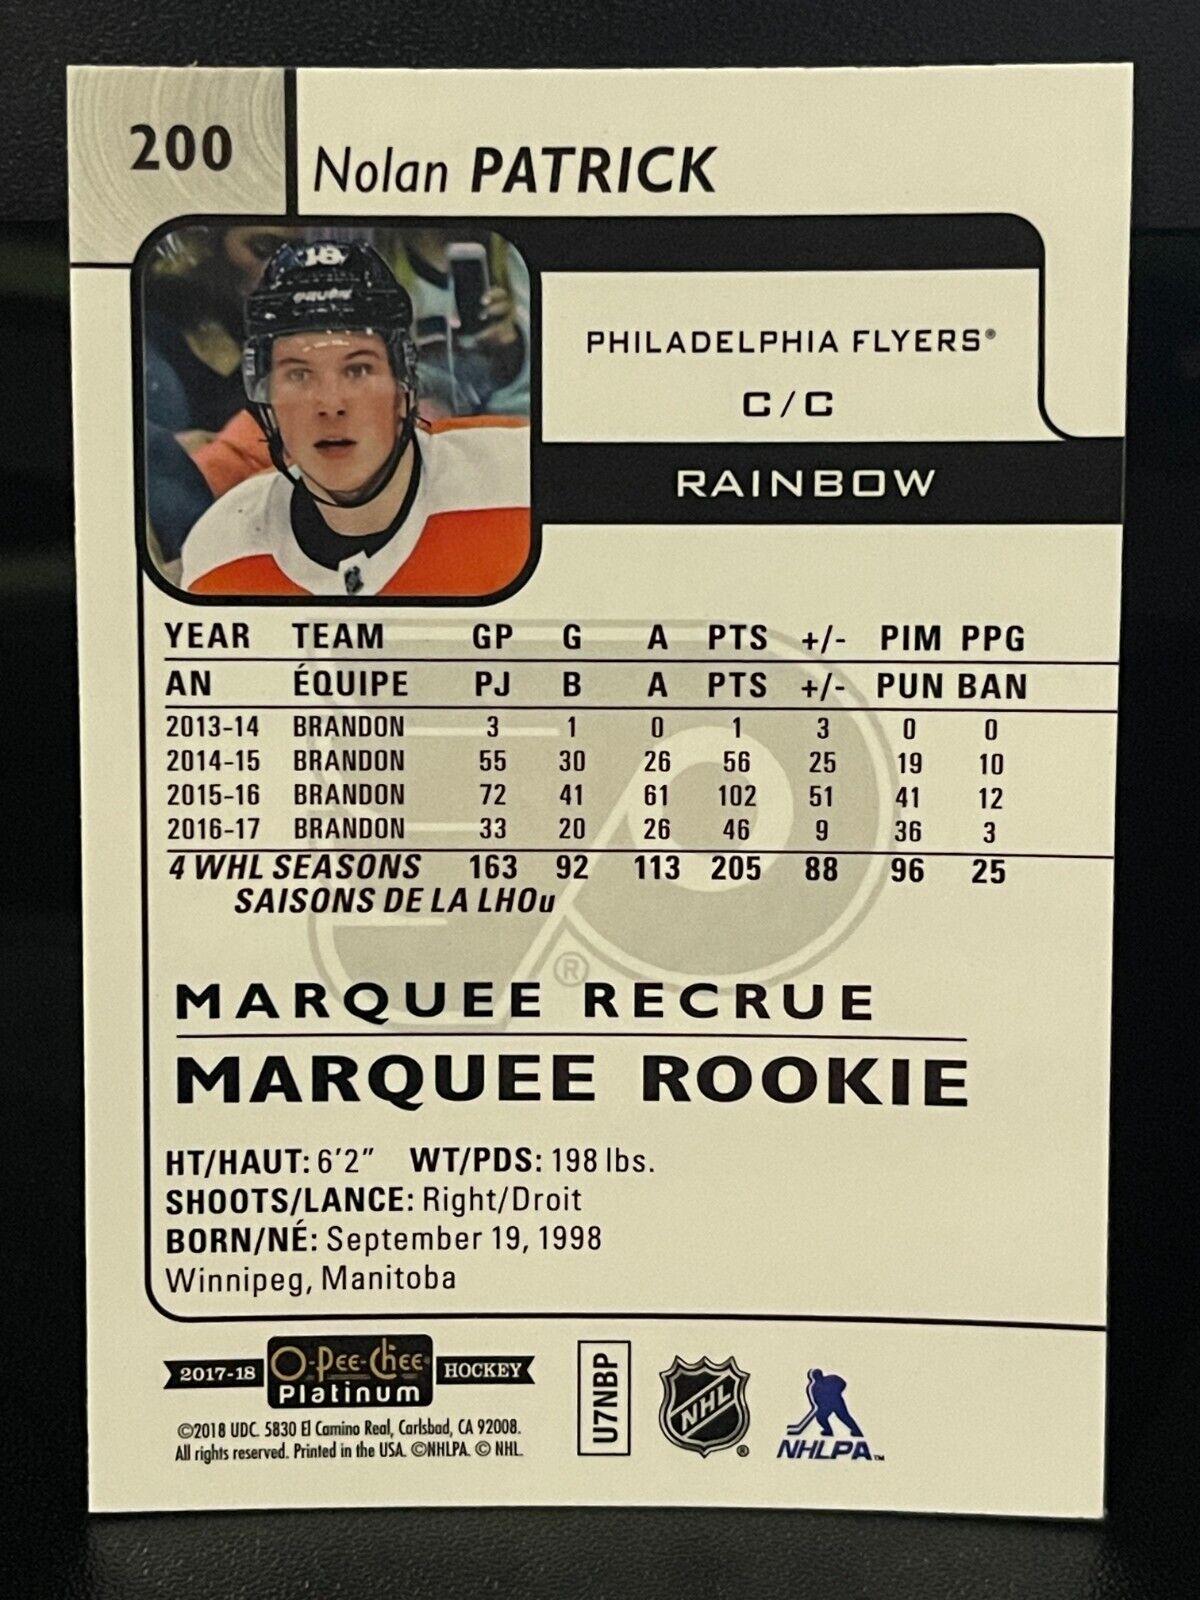 200
Nolan PATRICK
18
BAUER
PHILADELPHIA FLYERS®
C/C
RAINBOW
YEAR TEAM GP G A PTS +/- PIM PPG
AN ÉQUIPE PJ B A PTS +/- PUN BAN
2013-14 BRANDON 3 1 0 1 3 0 0
2014-15 BRANDON 55 30 26 56 25 19 10
2015-16 BRANDON 72 41 61 102 51 41 12
2016-17 BRANDON 33 20 26 46 9 36 3
4 WHL SEASONS 163 92 113 205 88 96 25
SAISONS DE LA LHOu
®
MARQUEE RECRUE
MARQUEE ROOKIE
HT/HAUT: 6'2" WT/PDS: 198 lbs.
SHOOTS/LANCE: Right/Droit
BORN/NÉ: September 19, 1998
Winnipeg, Manitoba
2017-18 O-Pee-Chee® HOCKEY
Platinum
©2018 UDC. 5830 El Camino Real, Carlsbad, CA 92008.
All rights reserved. Printed in the USA. ©NHLPA. © NHL.
U7NBP
NHL®
NHLPA™